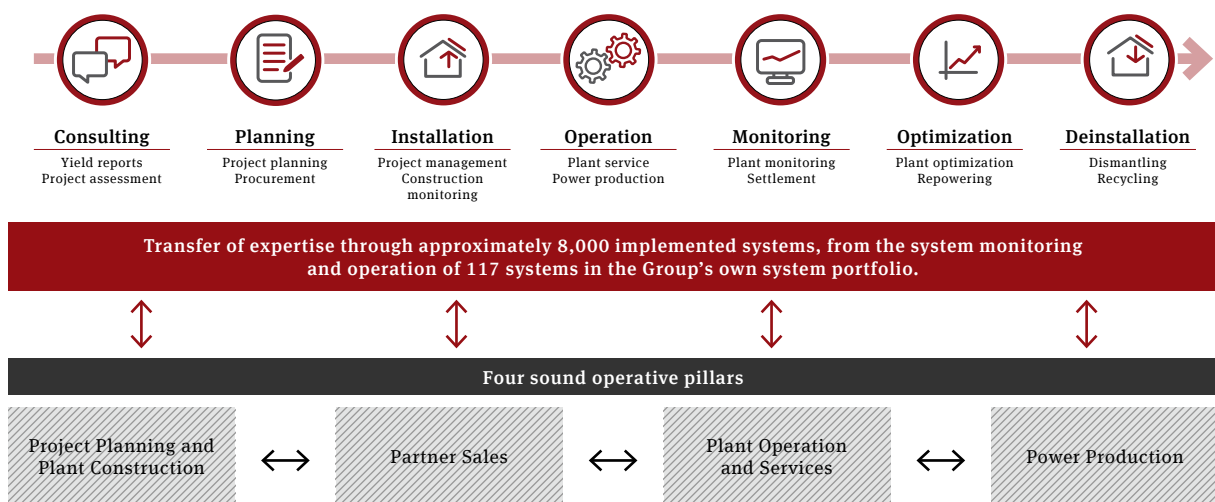 Consulting
Yield reports
Project assessment
Planning
Project planning
Procurement
Installation
Project management
Construction
monitoring
Operation
Plant service
Power production
Monitoring
Plant monitoring
Settlement
Optimization
Plant optimization
Repowering
Deinstallation
Dismantling
Recycling
Transfer of expertise through approximately 8,000 implemented systems, from the system monitoring
and operation of 117 systems in the Group’s own system portfolio.
Four sound operative pillars
Project Planning and
Plant Construction
Partner Sales
Plant Operation
and Services
Power Production